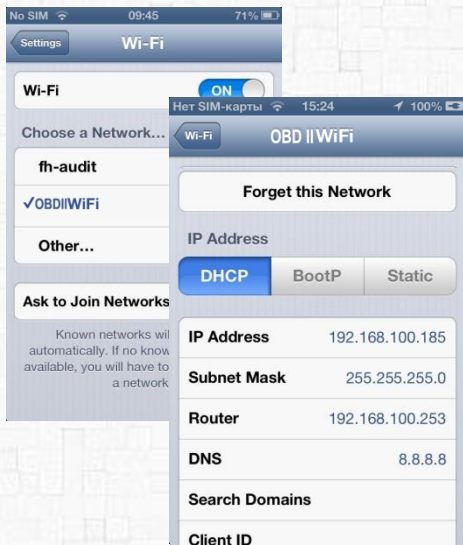 No SIM 09:45 71%
Settings Wi-Fi
Wi-Fi ON
Choose a Network...
fh-audit
✓OBDIIWiFi
Other...
Ask to Join Networks
Known networks wil
automatically. If no know
available, you will have to
a network
Нет SIM-карты 15:24 100%
Wi-Fi OBD II WiFi
Forget this Network
IP Address
DHCP BootP Static
IP Address 192.168.100.185
Subnet Mask 255.255.255.0
Router 192.168.100.253
DNS 8.8.8.8
Search Domains
Client ID